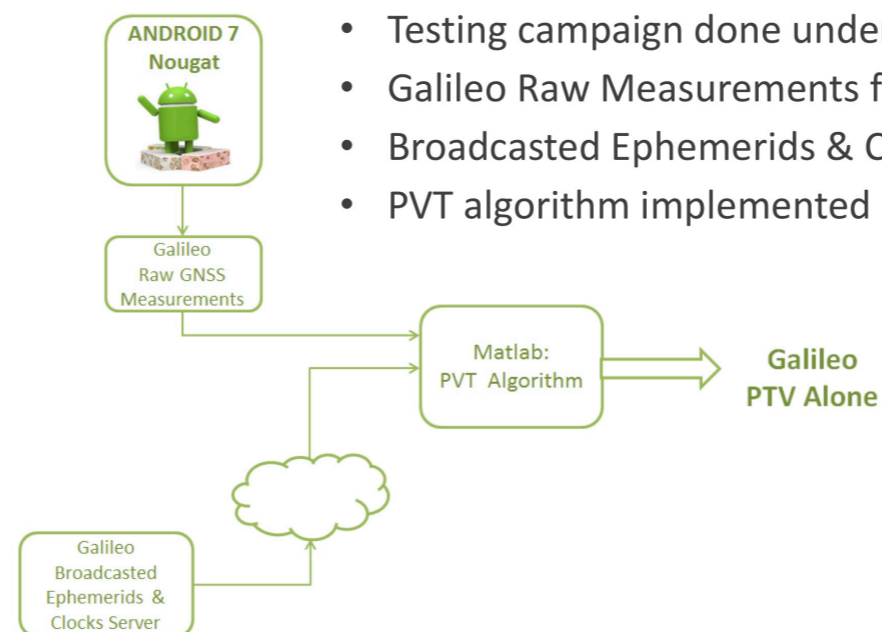 ANDROID 7
Nougat
• Testing campaign done under
• Galileo Raw Measurements
• Broadcasted Ephemerids &
• PVT algorithm implemented
Galileo
Raw GNSS
Measurements
Matlab:
PVT Algorithm
Galileo
PTV Alone
Galileo
Broadcasted
Ephemerids &
Clocks Server